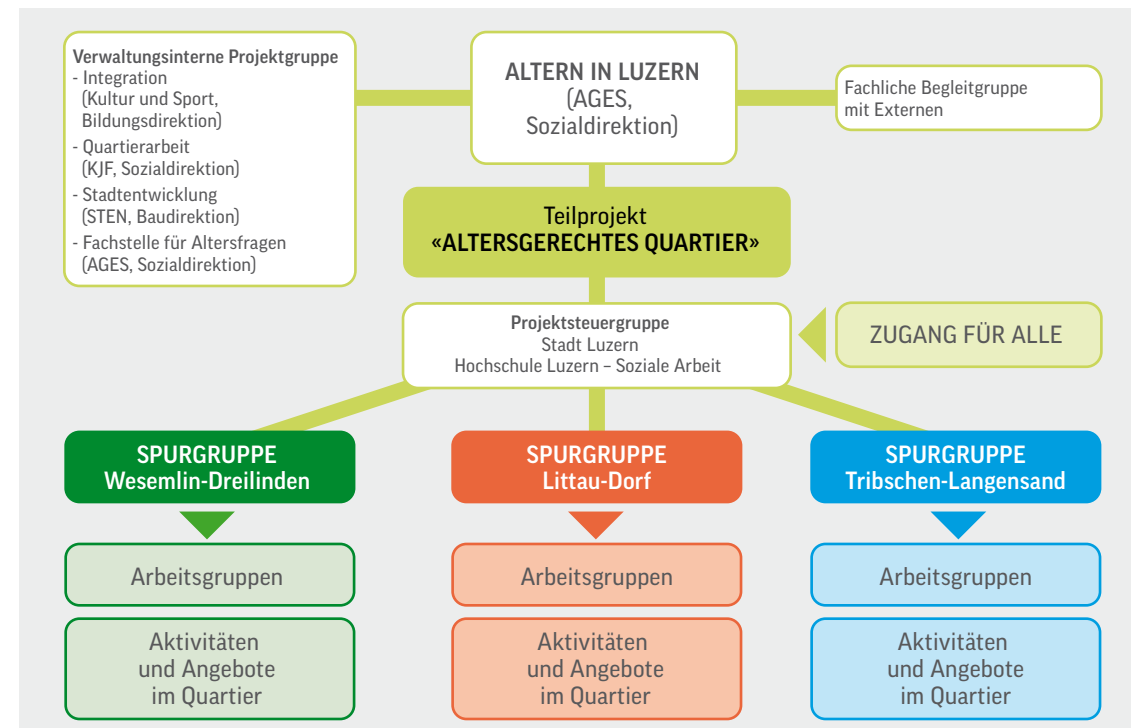 Verwaltungsinterne Projektgruppe
- Integration
(Kultur und Sport,
Bildungsdirektion)
- Quartierarbeit
(KJF, Sozialdirektion)
- Stadtentwicklung
(STEN, Baudirektion)
- Fachstelle für Altersfragen
(AGES, Sozialdirektion)
ALTERN IN LUZERN
(AGES,
Sozialdirektion)
Fachliche Begleitgruppe
mit Externen
Teilprojekt
«ALTERSGERECHTES QUARTIER»
Projektsteuergruppe
Stadt Luzern
Hochschule Luzern – Soziale Arbeit
ZUGANG FÜR ALLE
SPURGRUPPE
Wesemlin-Dreilinden
SPURGRUPPE
Littau-Dorf
SPURGRUPPE
Tribschen-Langensand
Arbeitsgruppen
Arbeitsgruppen
Arbeitsgruppen
Aktivitäten
und Angebote
im Quartier
Aktivitäten
und Angebote
im Quartier
Aktivitäten
und Angebote
im Quartier